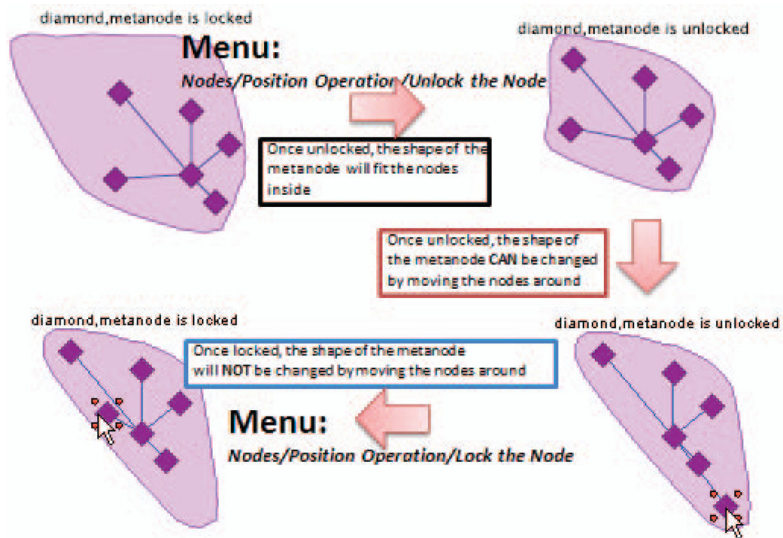 diamond,metanode is locked
Menu:
Nodes/Position Operation/Unlock the Node
diamond,metanode is unlocked
Once unlocked, the shape of the
metanode will fit the nodes
inside
Once unlocked, the shape of
the metanode CAN be changed
by moving the nodes around
diamond,metanode is unlocked
diamond,metanode is locked
Once locked, the shape of the metanode
will NOT be changed by moving the nodes around
Menu:
Nodes/Position Operation/Lock the Node